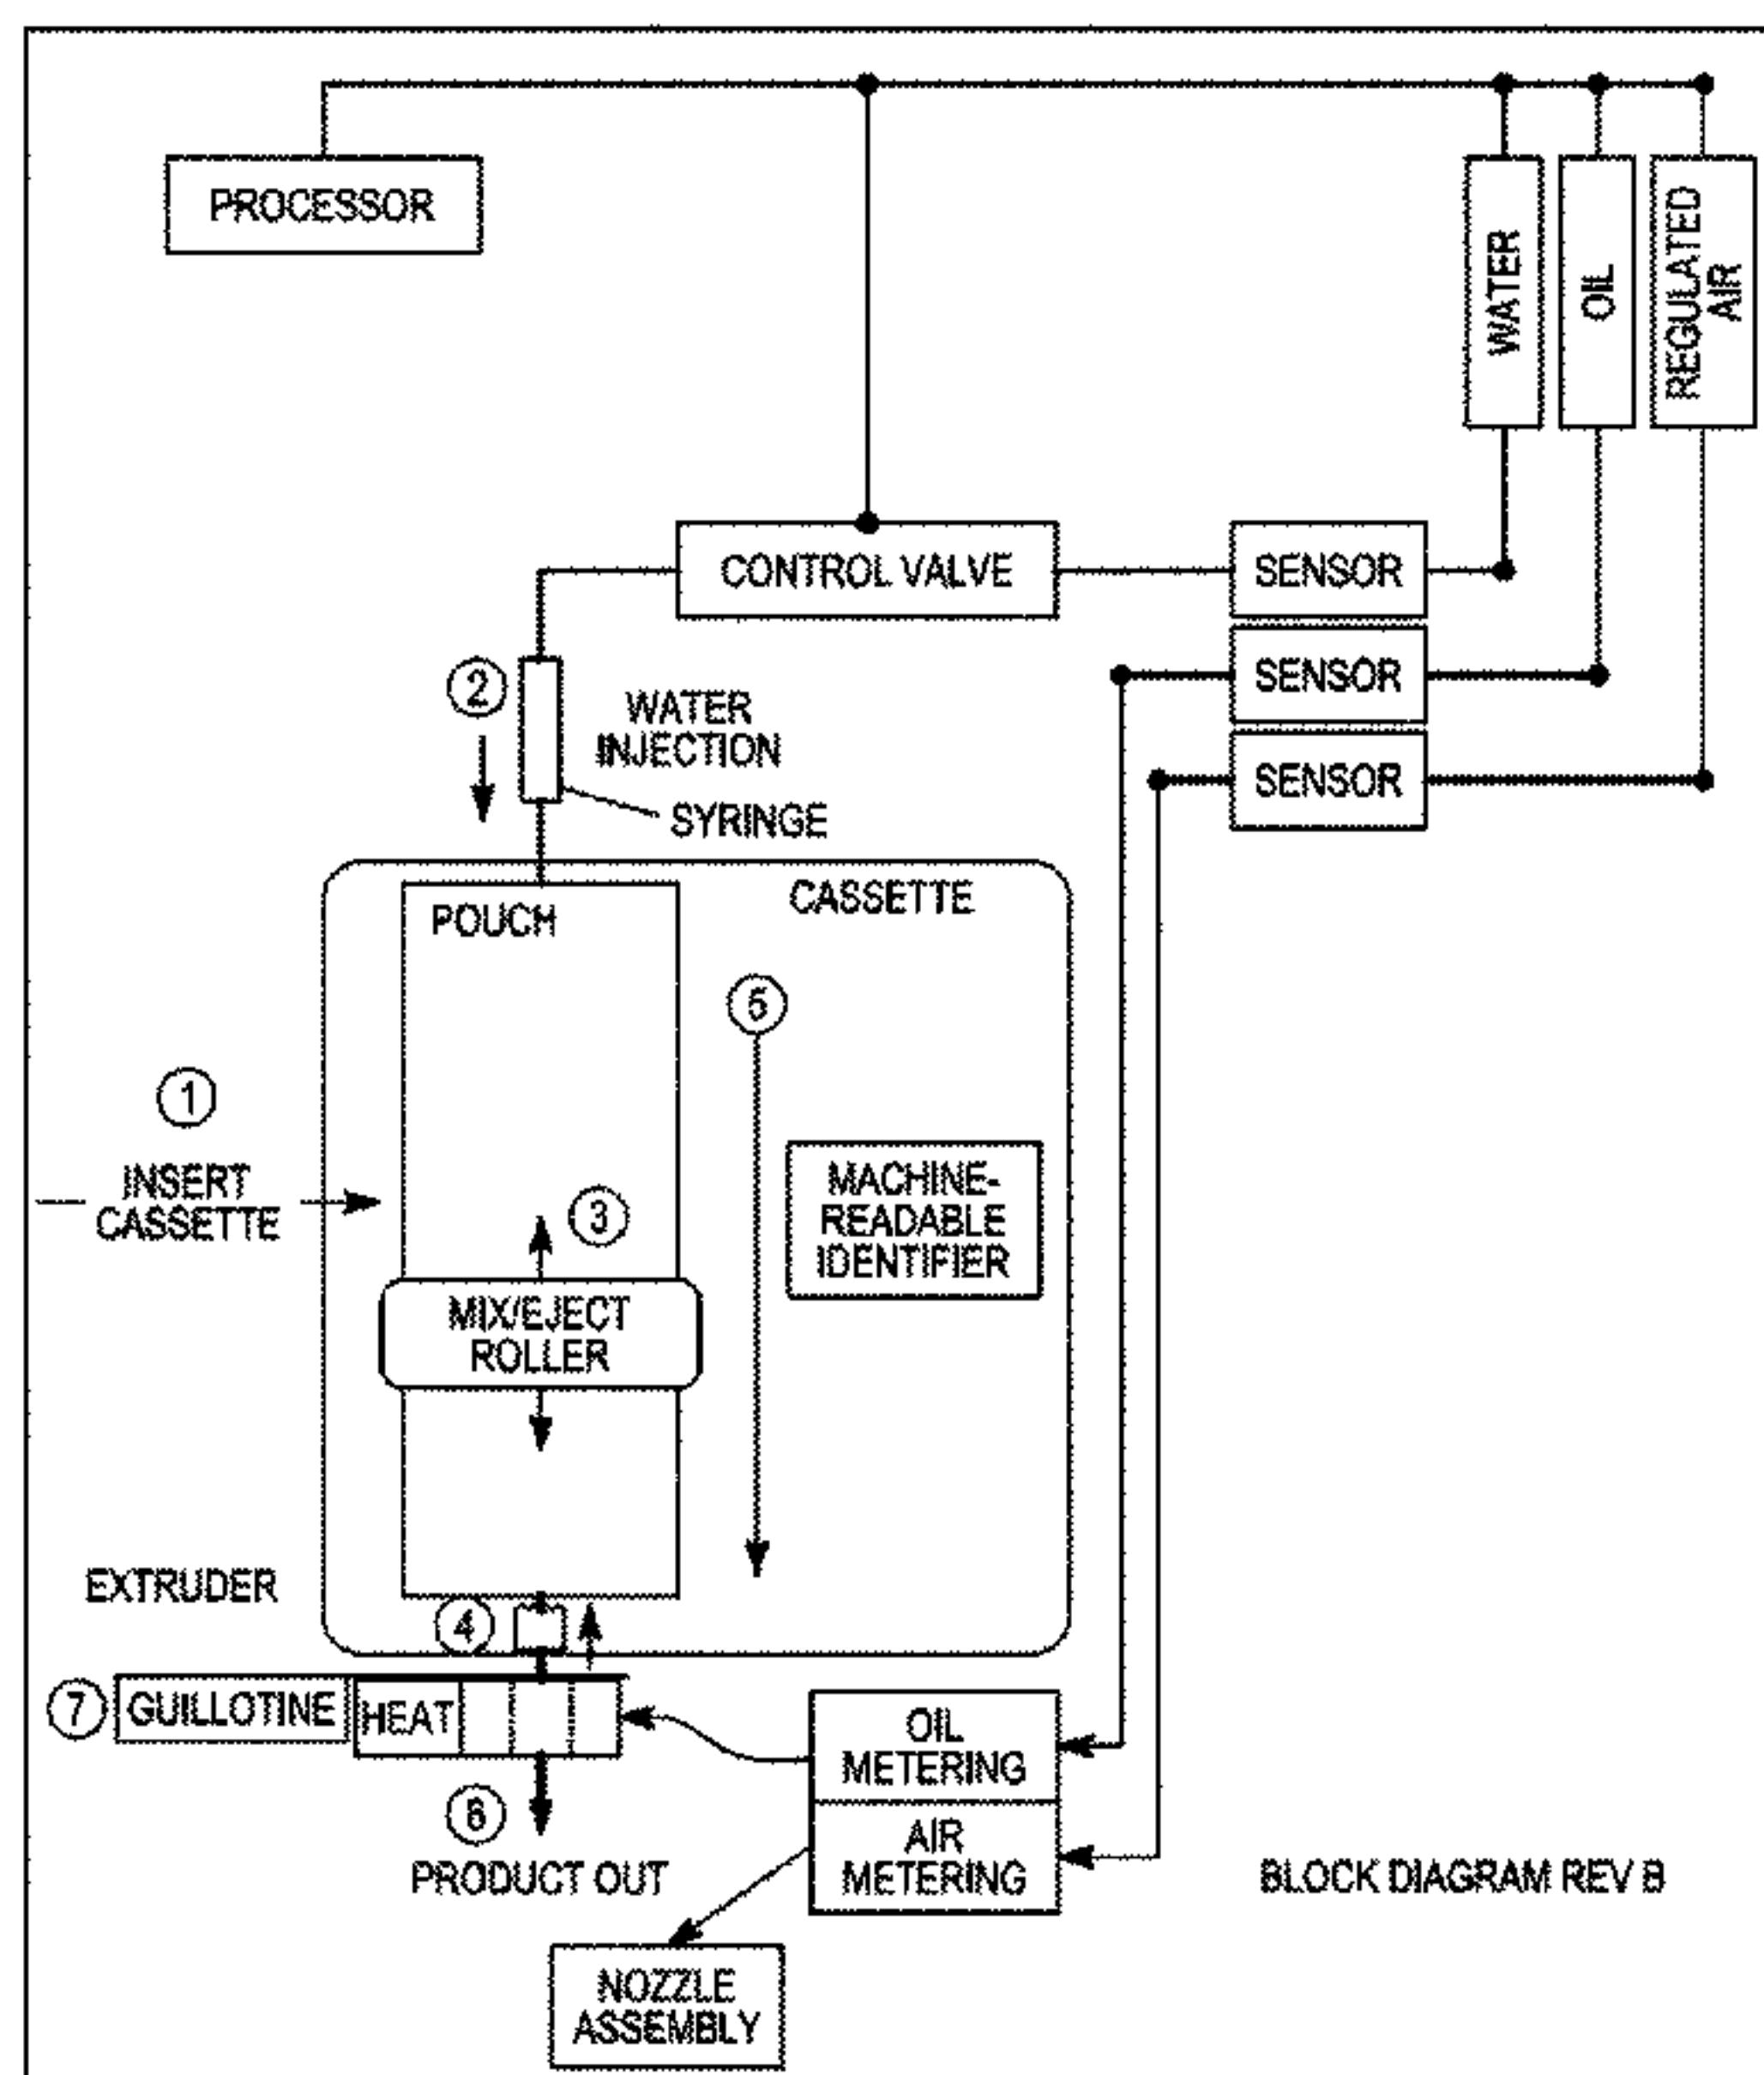 PROCESSOR
WATER
OIL
REGULATED
AIR
CONTROL VALVE
SENSOR
SENSOR
SENSOR
2
WATER
INJECTION
SYRINGE
CASSETTE
POUCH
5
1
INSERT
CASSETTE
3
MACHINE-
READABLE
IDENTIFIER
MIX/EJECT
ROLLER
EXTRUDER
4
7
GUILLOTINE
HEAT
OIL
METERING
6
AIR
METERING
PRODUCT OUT
BLOCK DIAGRAM REV B
NOZZLE
ASSEMBLY